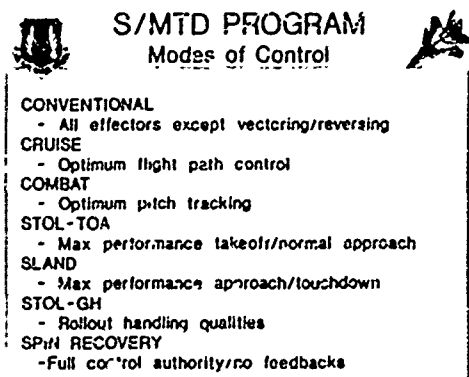 S/MTD PROGRAM
Modes of Control
CONVENTIONAL
- All effectors except vectoring/reversing
CRUISE
- Optimum flight path control
COMBAT
- Optimum pitch tracking
STOL-TOA
- Max performance takeoff/normal approach
SLAND
- Max performance approach/touchdown
STOL-GH
- Rollout handling qualities
SPIN RECOVERY
-Full control authority/no feedbacks